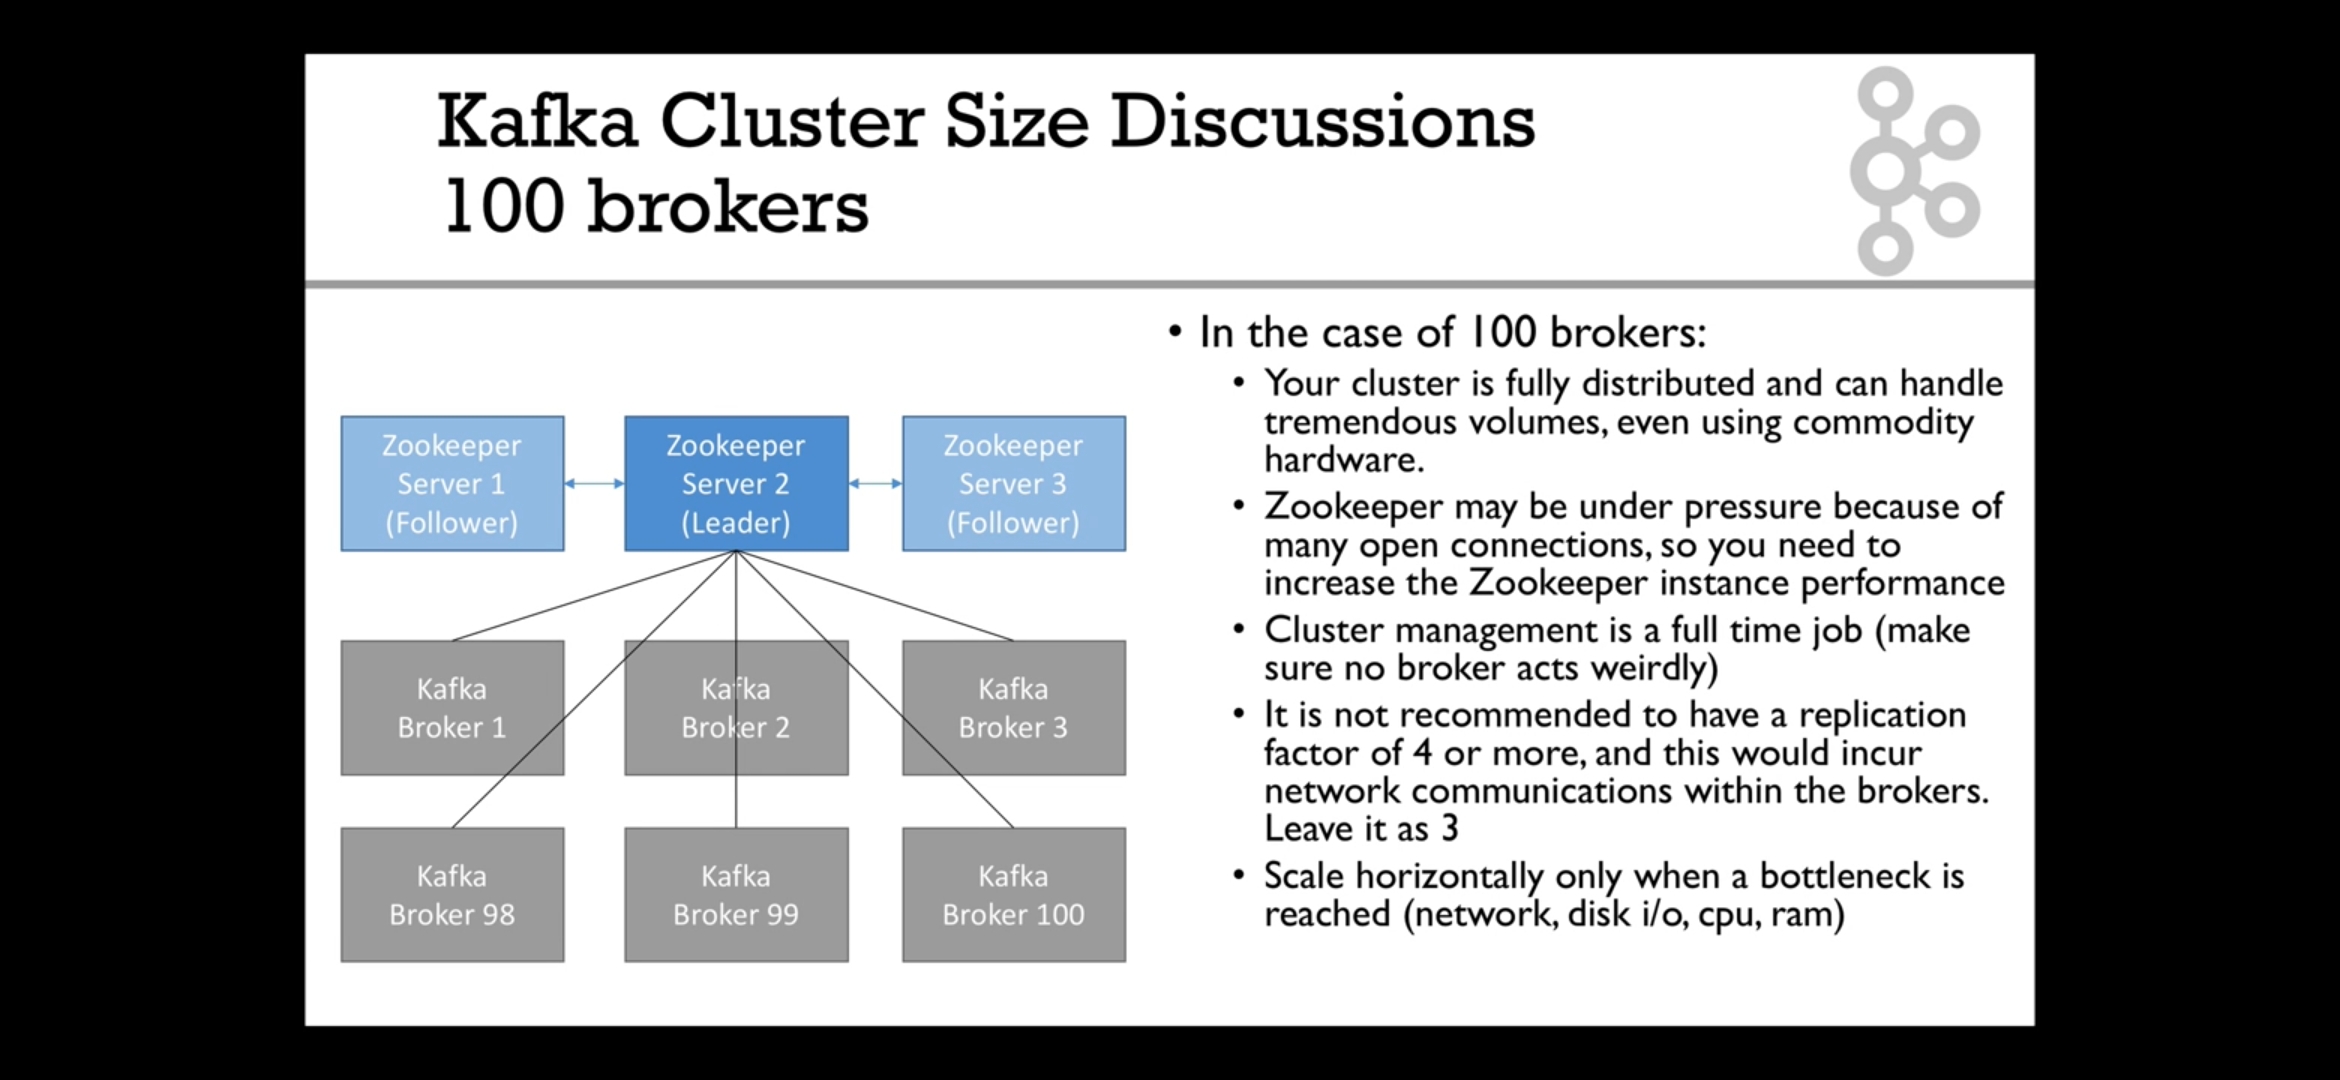 Kafka Cluster Size Discussions
100 brokers
Zookeeper
Server 1
(Follower)
Zookeeper
Server 2
(Leader)
Zookeeper
Server 3
(Follower)
Kafka
Broker 1
Kafka
Broker 2
Kafka
Broker 3
Kafka
Broker 98
Kafka
Broker 99
Kafka
Broker 100
• In the case of 100 brokers:
• Your cluster is fully distributed and can handle
tremendous volumes, even using commodity
hardware.
• Zookeeper may be under pressure because of
many open connections, so you need to
increase the Zookeeper instance performance
• Cluster management is a full time job (make
sure no broker acts weirdly)
• It is not recommended to have a replication
factor of 4 or more, and this would incur
network communications within the brokers.
Leave it as 3
• Scale horizontally only when a bottleneck is
reached (network, disk i/o, cpu, ram)